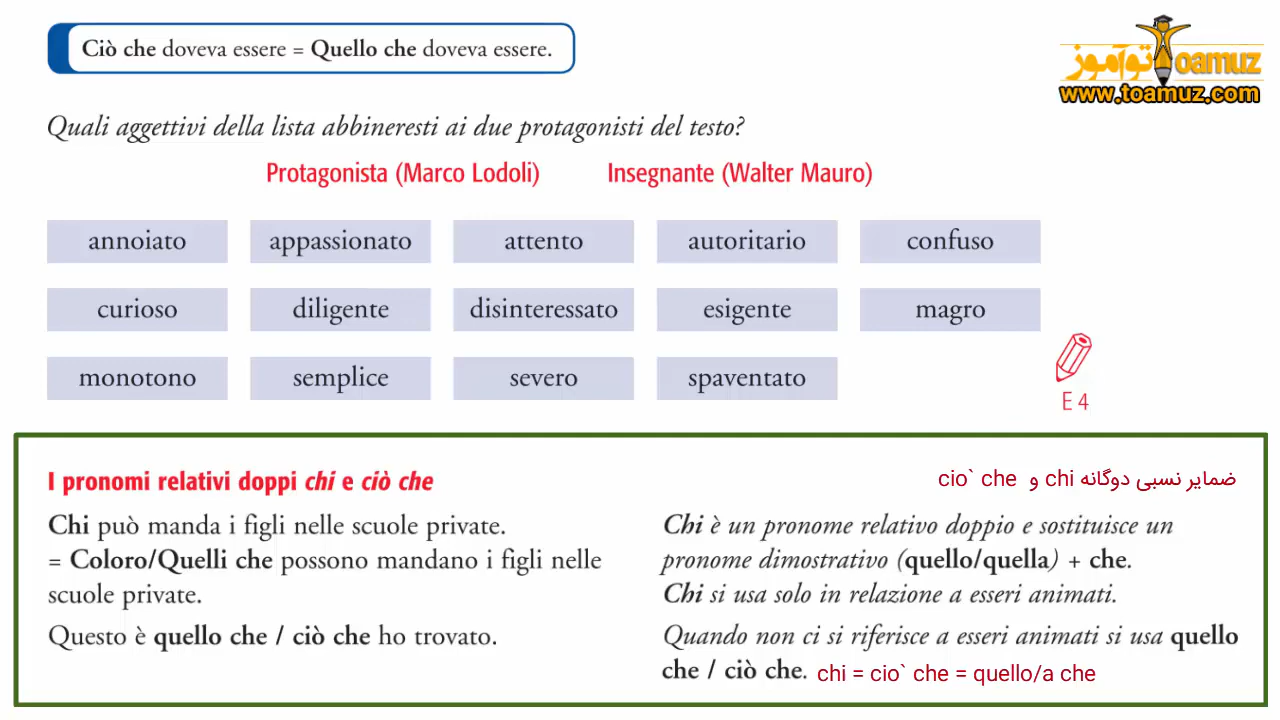 Ciò che doveva essere = Quello che doveva essere.
توآموز Toamuz
www.toamuz.com
Quali aggettivi della lista abbineresti ai due protagonisti del testo?
Protagonista (Marco Lodoli) Insegnante (Walter Mauro)
annoiato appassionato attento autoritario confuso
curioso diligente disinteressato esigente magro
monotono semplice severo spaventato
E 4
I pronomi relativi doppi chi e ciò che
Chi può manda i figli nelle scuole private.
= Coloro/Quelli che possono mandano i figli nelle
scuole private.
Questo è quello che / ciò che ho trovato.
ضمایر نسبی دوگانه chi و cio` che
Chi è un pronome relativo doppio e sostituisce un
pronome dimostrativo (quello/quella) + che.
Chi si usa solo in relazione a esseri animati.
Quando non ci si riferisce a esseri animati si usa quello
che / ciò che. chi = cio` che = quello/a che